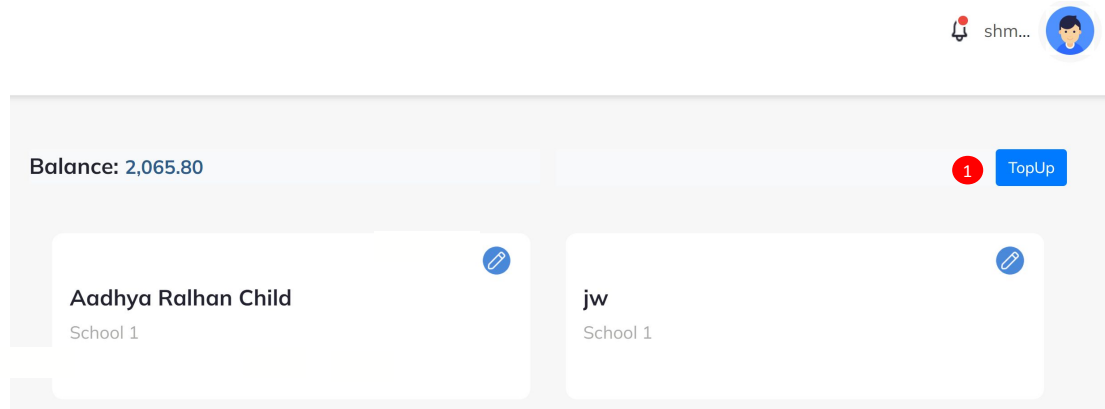 shm...
Balance: 2,065.80
1 TopUp
Aadhya Ralhan Child
School 1
jw
School 1